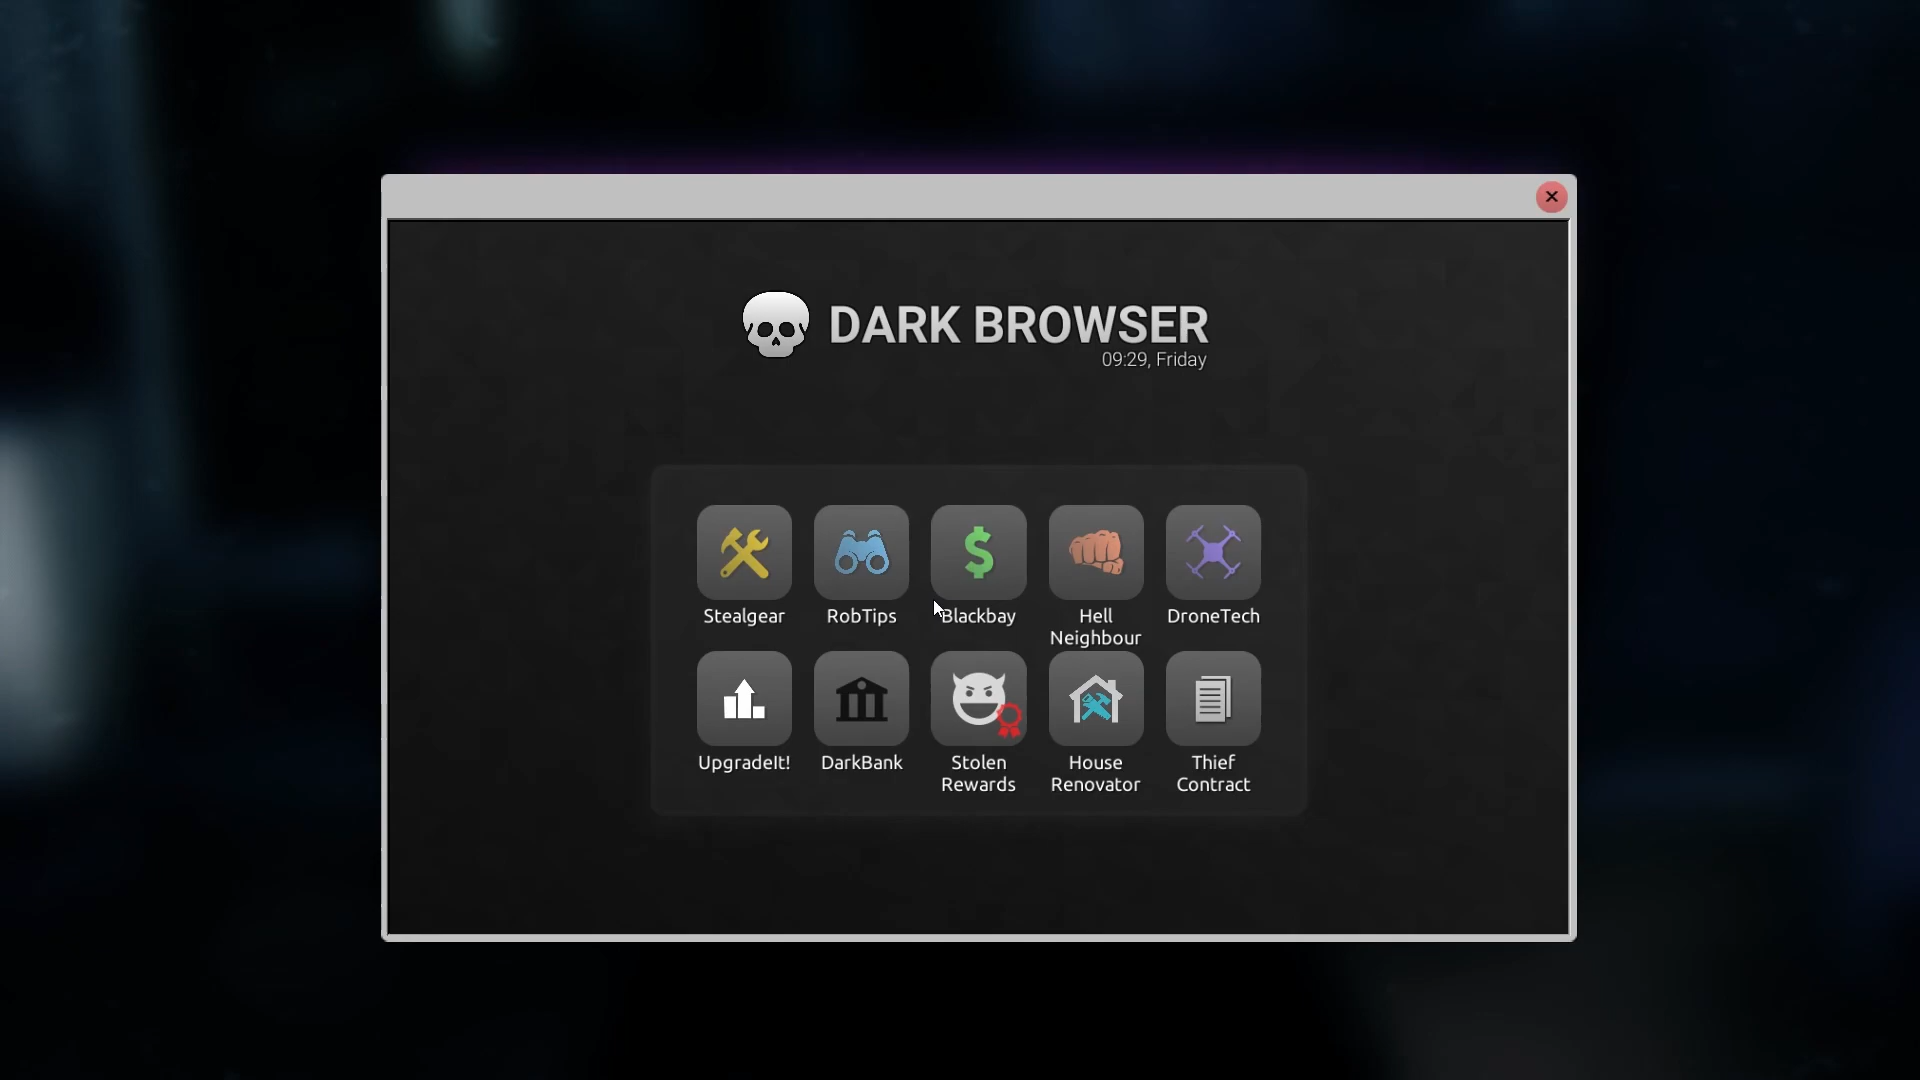 DARK BROWSER
09:29, Friday
Stealgear
RobTips
Blackbay
Hell
Neighbour
DroneTech
UpgradeIt!
DarkBank
Stolen
Rewards
House
Renovator
Thief
Contract